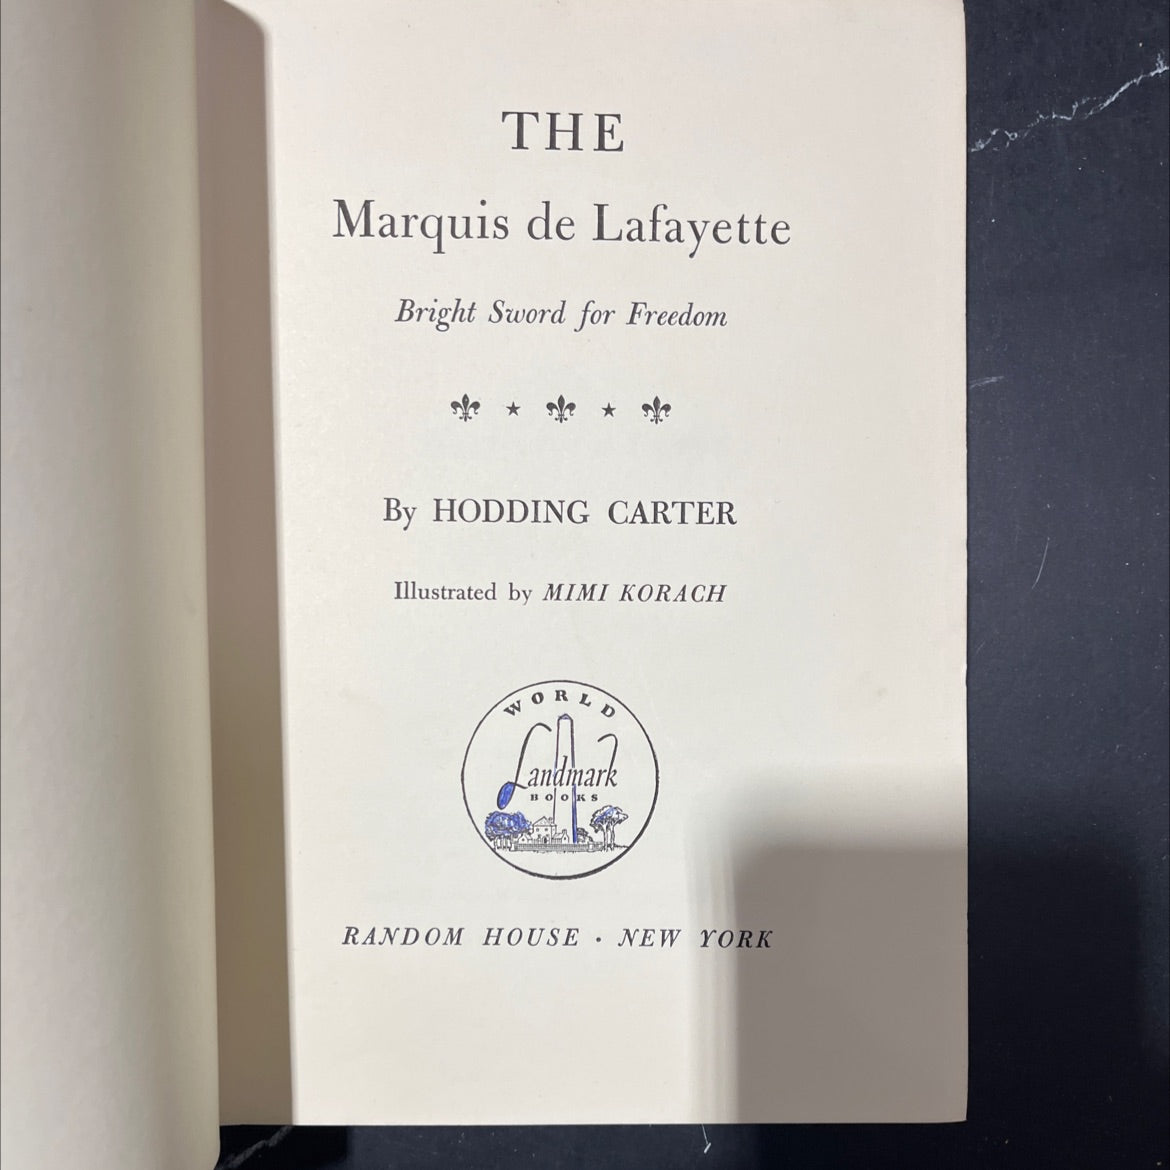 THE
Marquis de Lafayette
Bright Sword for Freedom
By HODDING CARTER
Illustrated by MIMI KORACH
WORLD
Landmark
BOOKS
RANDOM HOUSE · NEW YORK